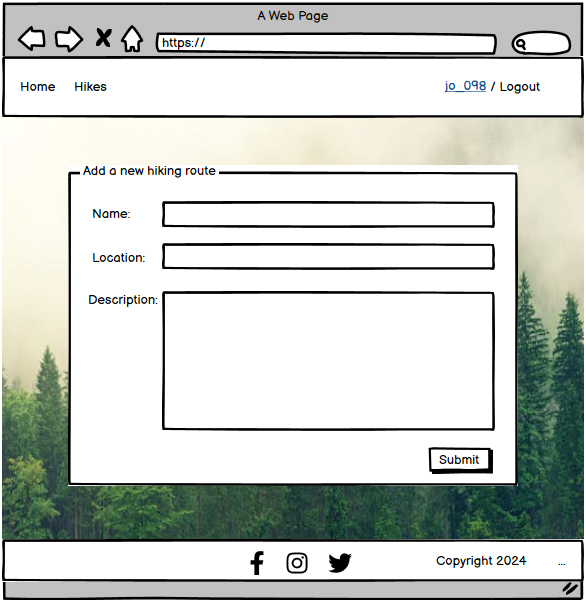 A Web Page
https://
Home Hikes jo_098 / Logout
Add a new hiking route
Name:
Location:
Description:
Submit
Copyright 2024 ...